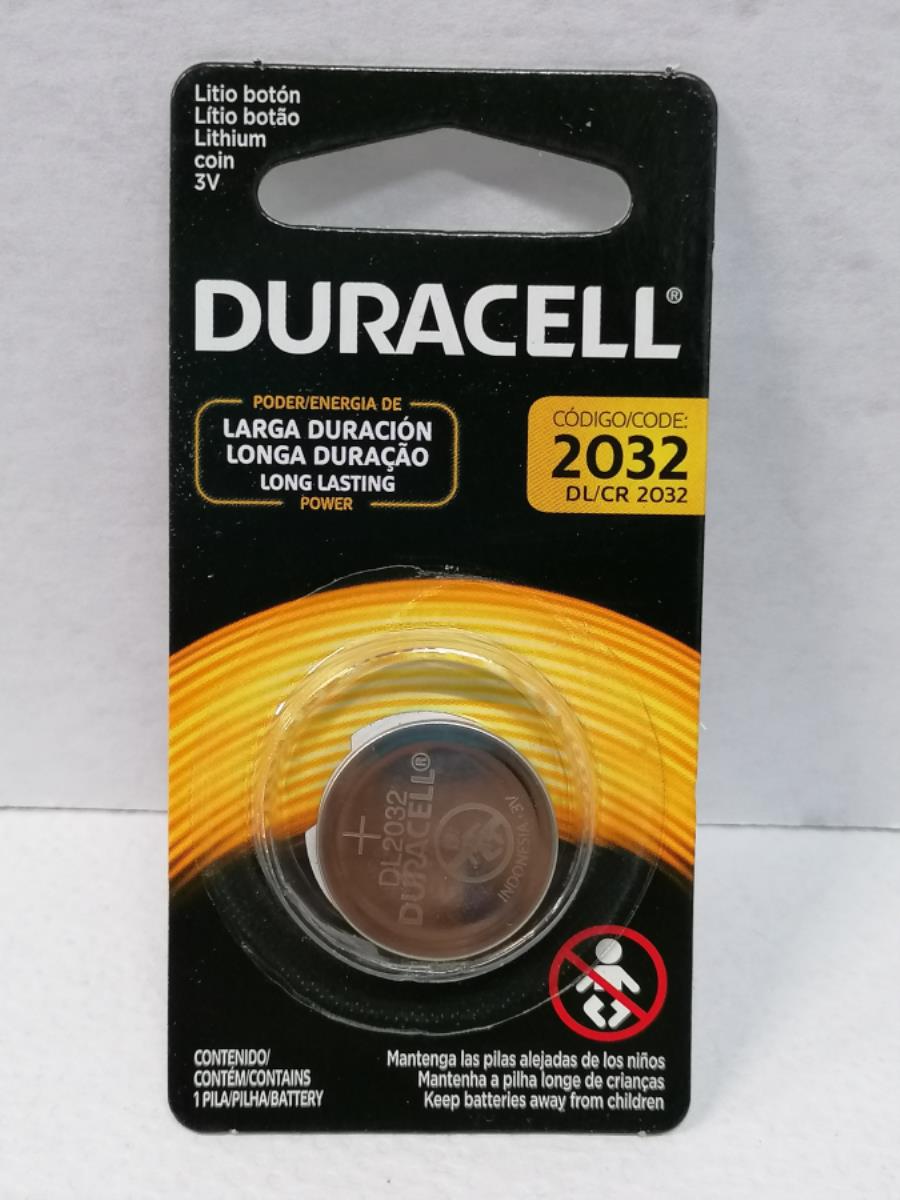 Litio botón
Lítio botão
Lithium
coin
3V
DURACELL®
PODER/ENERGIA DE
LARGA DURACIÓN
LONGA DURAÇÃO
LONG LASTING
POWER
CÓDIGO/CODE:
2032
DL/CR 2032
+
DL2032
DURACELL®
INDONESIA · 3V
CONTENIDO/
CONTÉM/CONTAINS
1 PILA/PILHA/BATTERY
Mantenga las pilas alejadas de los niños
Mantenha a pilha longe de crianças
Keep batteries away from children